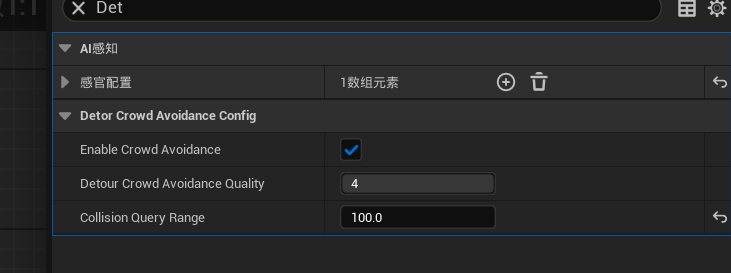 Det
AI感知
感官配置 1数组元素
Detor Crowd Avoidance Config
Enable Crowd Avoidance
Detour Crowd Avoidance Quality 4
Collision Query Range 100.0